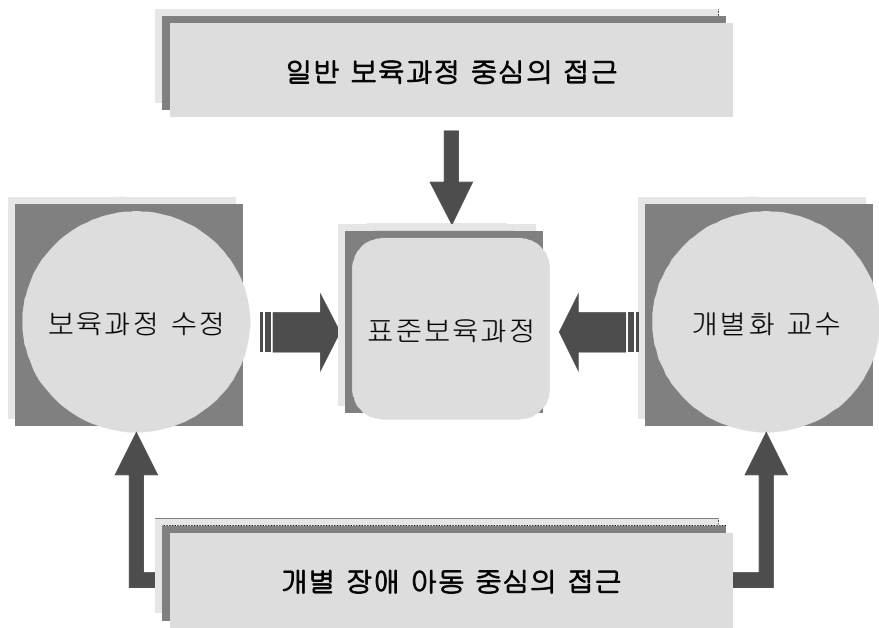 일반 보육과정 중심의 접근
보육과정 수정
표준보육과정
개별화 교수
개별 장애 아동 중심의 접근